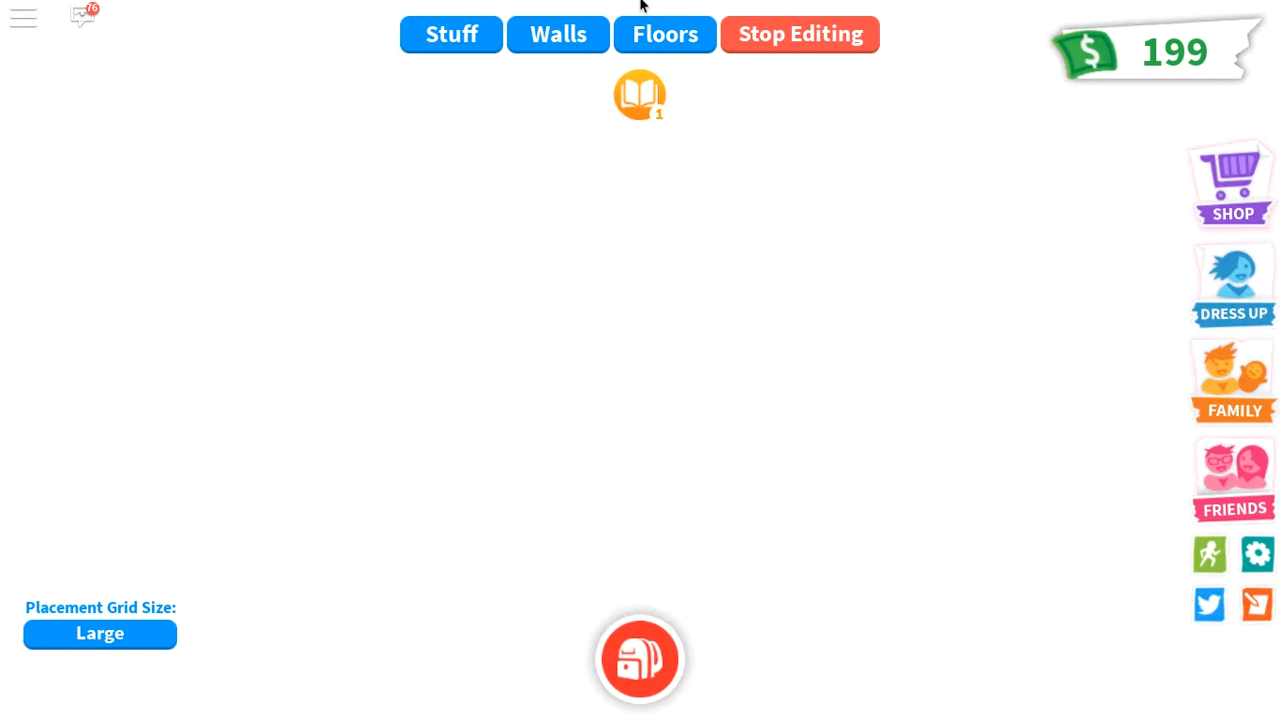 76
Stuff
Walls
Floors
Stop Editing
$ 199
1
SHOP
DRESS UP
FAMILY
FRIENDS
Placement Grid Size:
Large